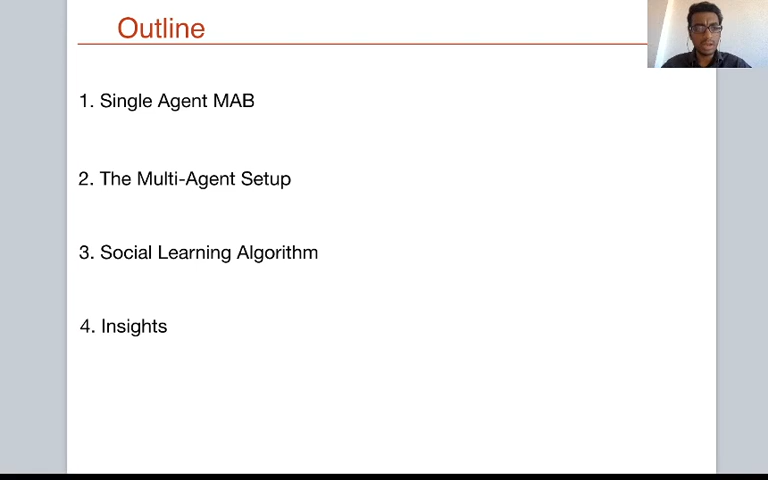 Outline
1. Single Agent MAB
2. The Multi-Agent Setup
3. Social Learning Algorithm
4. Insights